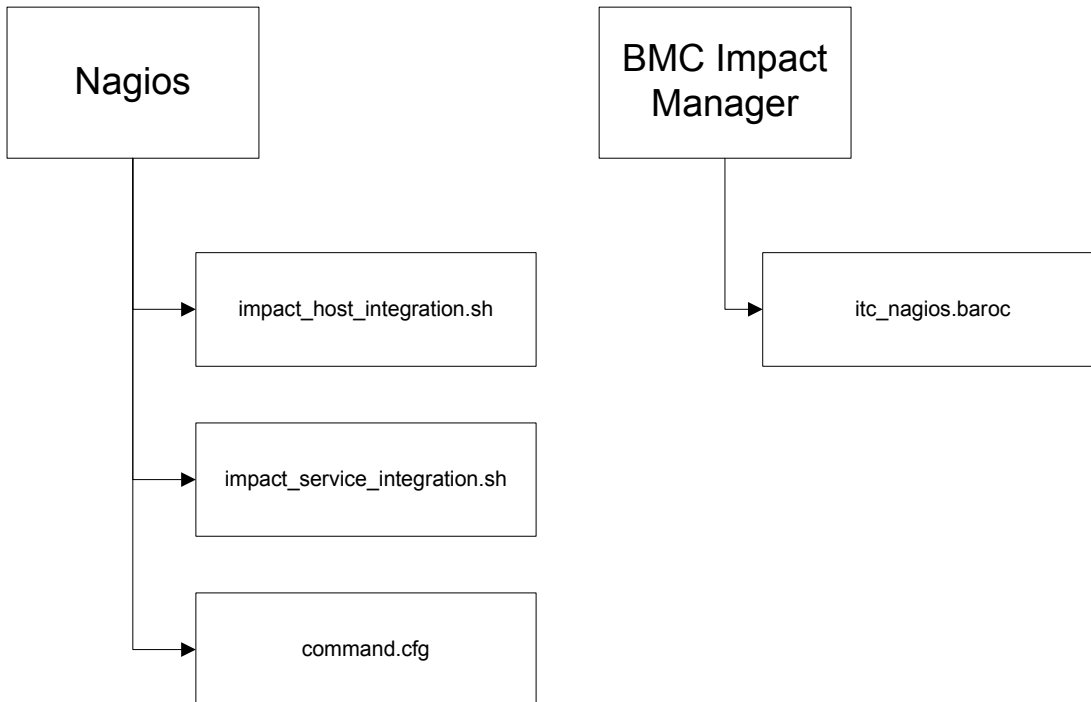 Nagios
BMC Impact
Manager
impact_host_integration.sh
itc_nagios.baroc
impact_service_integration.sh
command.cfg